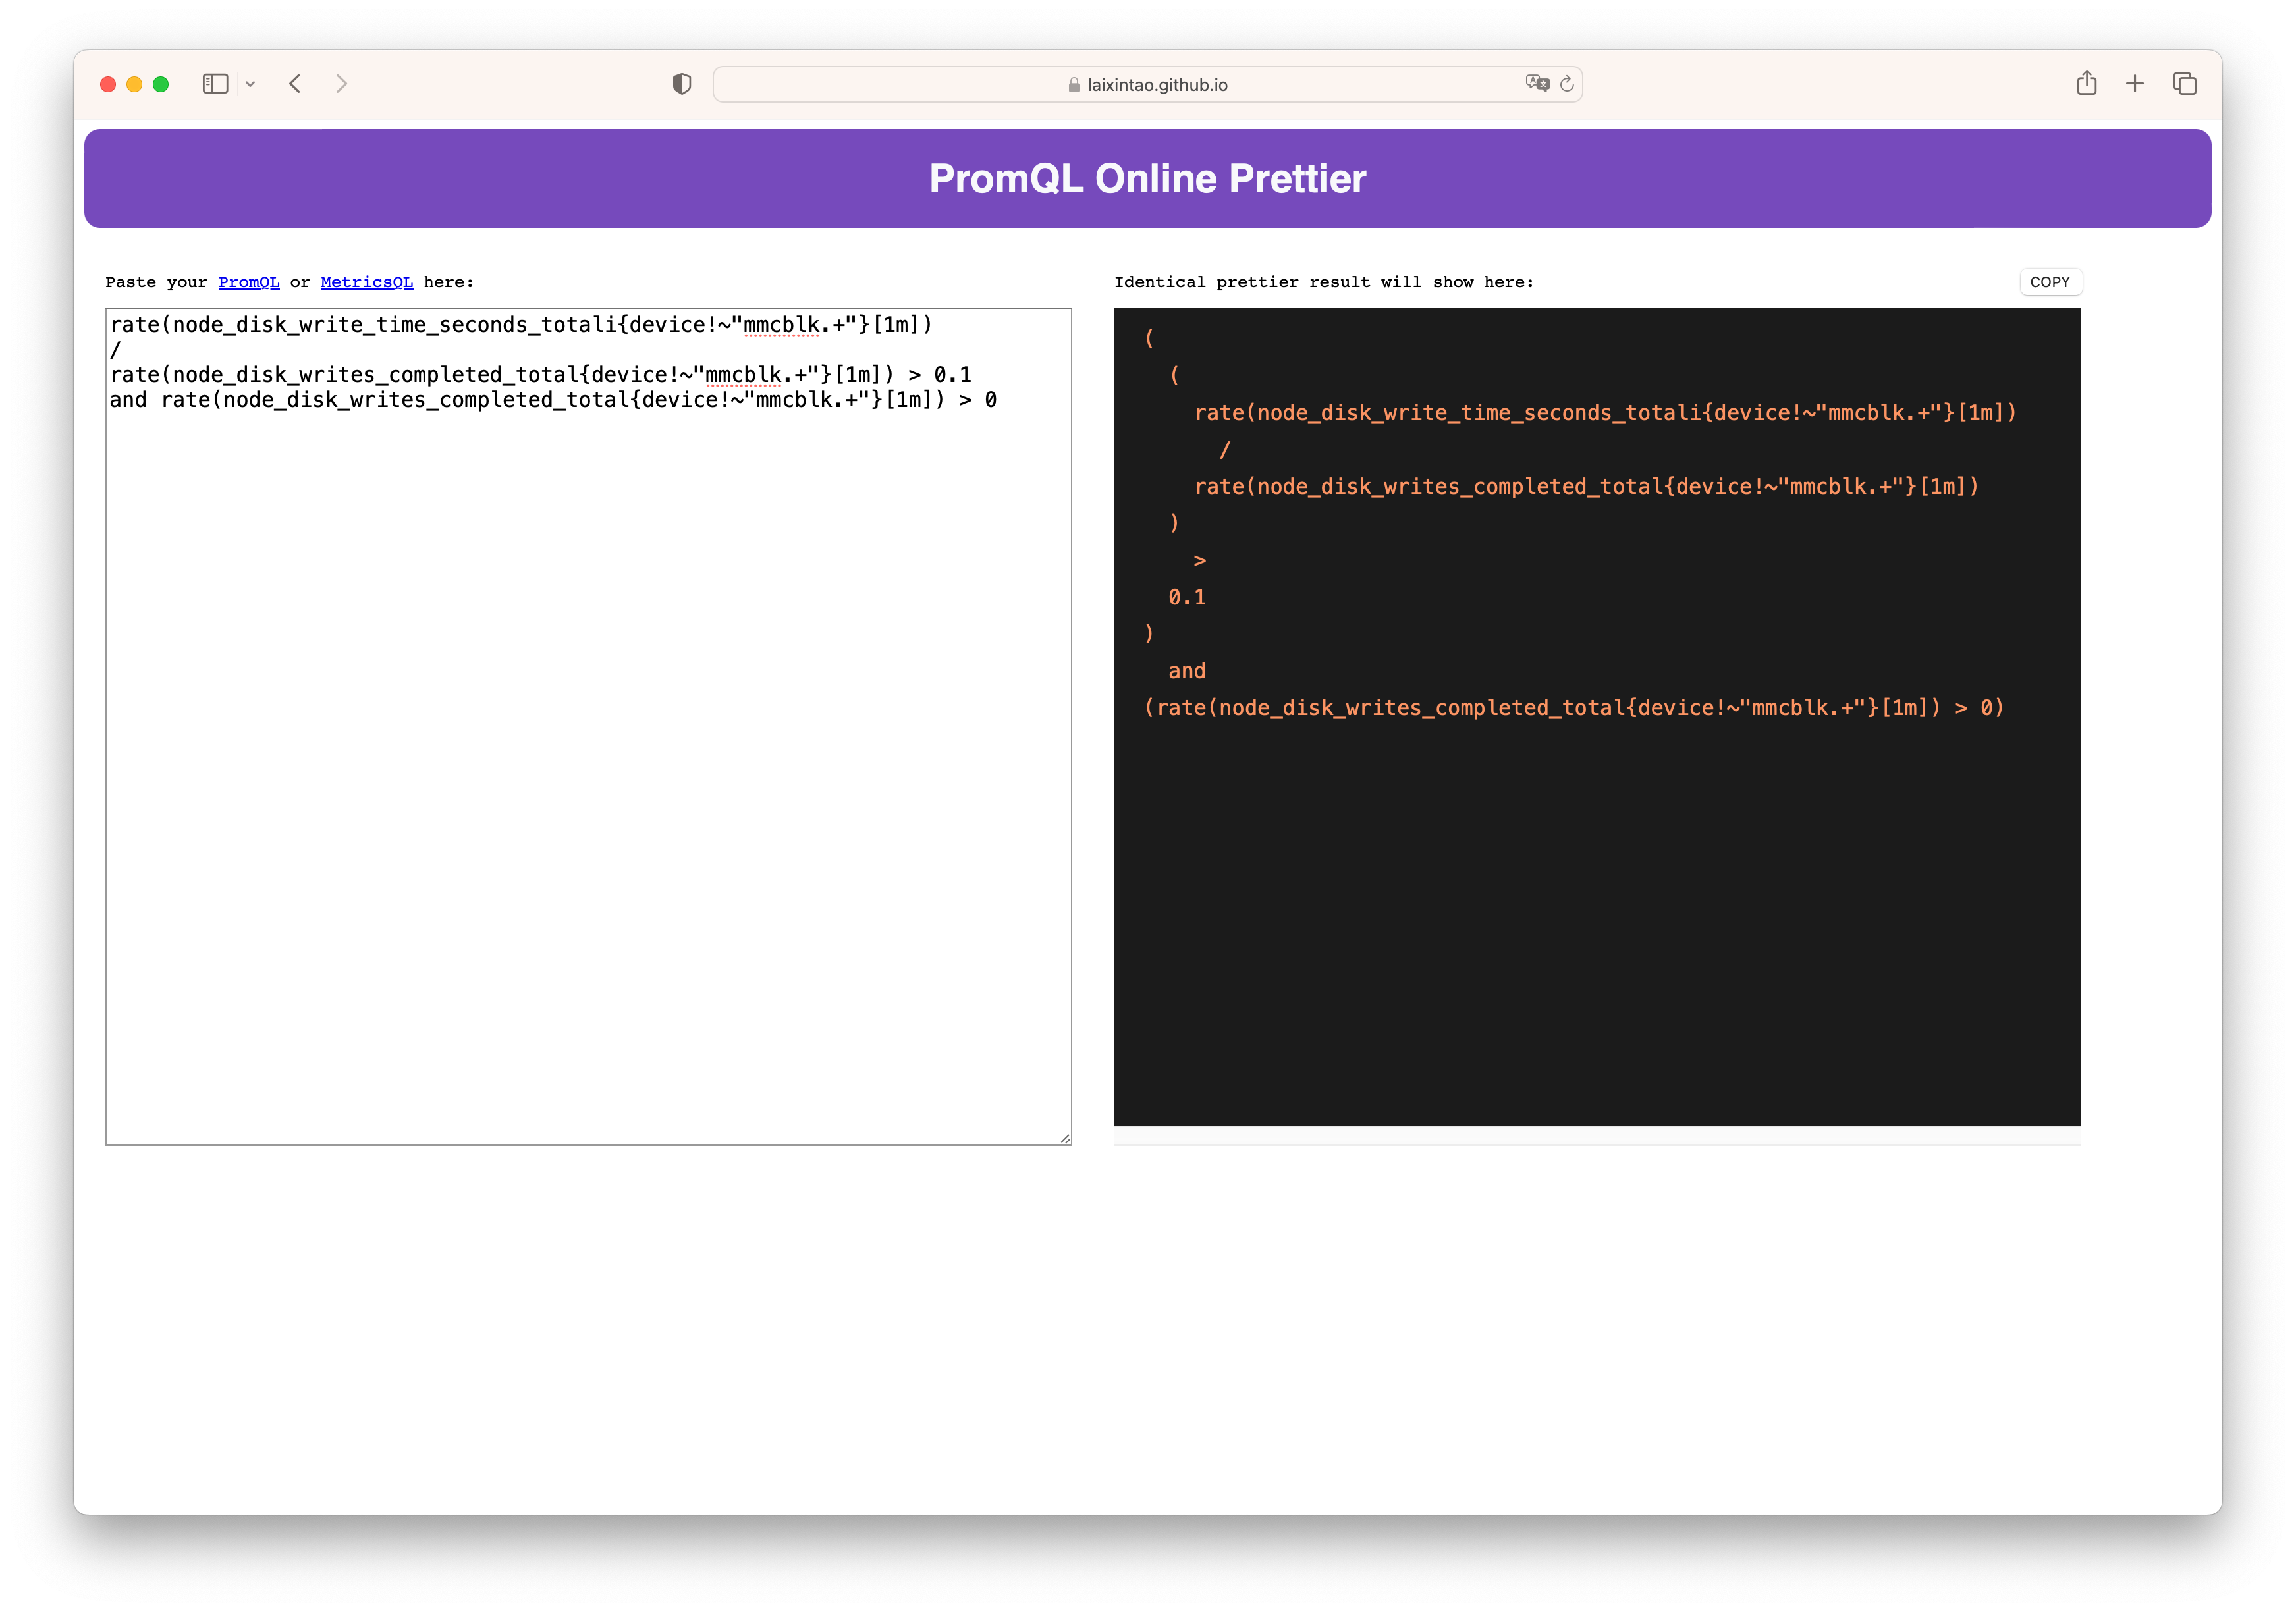 laixintao.github.io
PromQL Online Prettier
Paste your PromQL or MetricsQL here:
rate(node_disk_write_time_seconds_totali{device!~"mmcblk.+"}[1m])
/
rate(node_disk_writes_completed_total{device!~"mmcblk.+"}[1m]) > 0.1
and rate(node_disk_writes_completed_total{device!~"mmcblk.+"}[1m]) > 0
Identical prettier result will show here:
COPY
(
(
rate(node_disk_write_time_seconds_totali{device!~"mmcblk.+"}[1m])
/
rate(node_disk_writes_completed_total{device!~"mmcblk.+"}[1m])
)
>
0.1
)
and
(rate(node_disk_writes_completed_total{device!~"mmcblk.+"}[1m]) > 0)